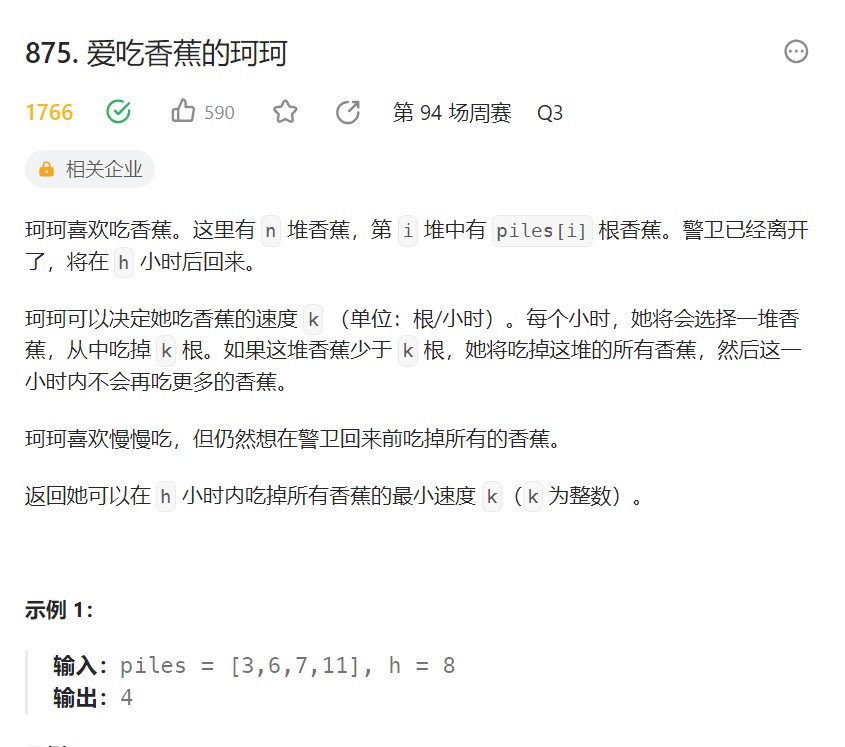 875. 爱吃香蕉的珂珂
1766 590 第 94 场周赛 Q3
相关企业
珂珂喜欢吃香蕉。这里有 n 堆香蕉，第 i 堆中有 piles[i] 根香蕉。警卫已经离开
了，将在 h 小时后回来。
珂珂可以决定她吃香蕉的速度 k （单位：根/小时）。每个小时，她将会选择一堆香
蕉，从中吃掉 k 根。如果这堆香蕉少于 k 根，她将吃掉这堆的所有香蕉，然后这一
小时内不会再吃更多的香蕉。
珂珂喜欢慢慢吃，但仍然想在警卫回来前吃掉所有的香蕉。
返回她可以在 h 小时内吃掉所有香蕉的最小速度 k（k 为整数）。
示例 1：
输入：piles = [3,6,7,11], h = 8
输出：4